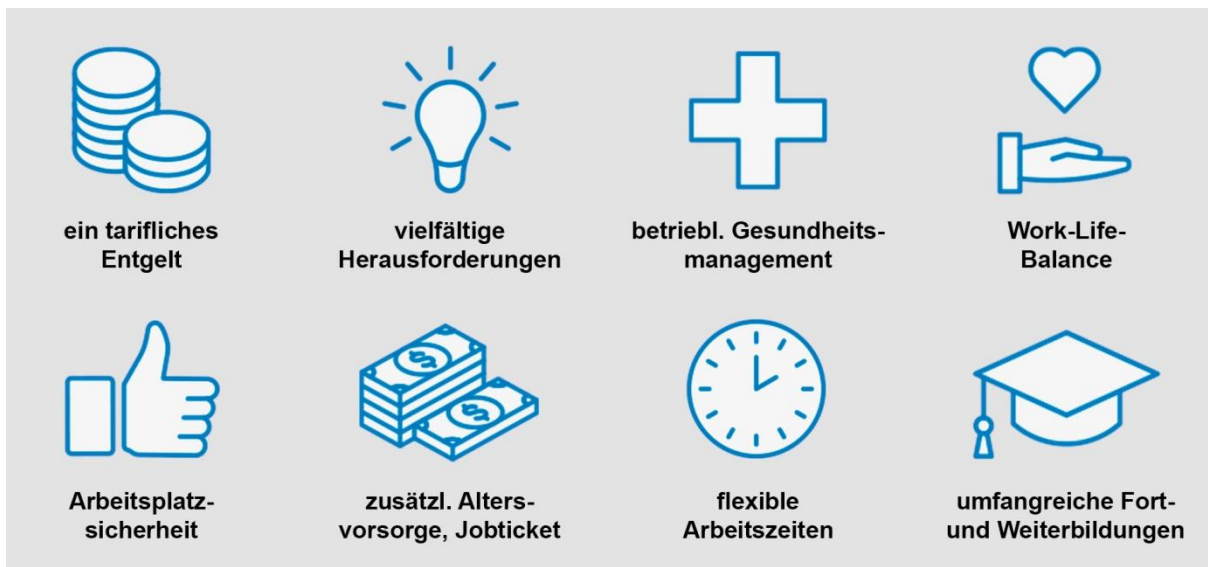 ein tarifliches
Entgelt
vielfältige
Herausforderungen
betriebl. Gesundheits-
management
Work-Life-
Balance
Arbeitsplatz-
sicherheit
zusätzl. Alters-
vorsorge, Jobticket
flexible
Arbeitszeiten
umfangreiche Fort-
und Weiterbildungen